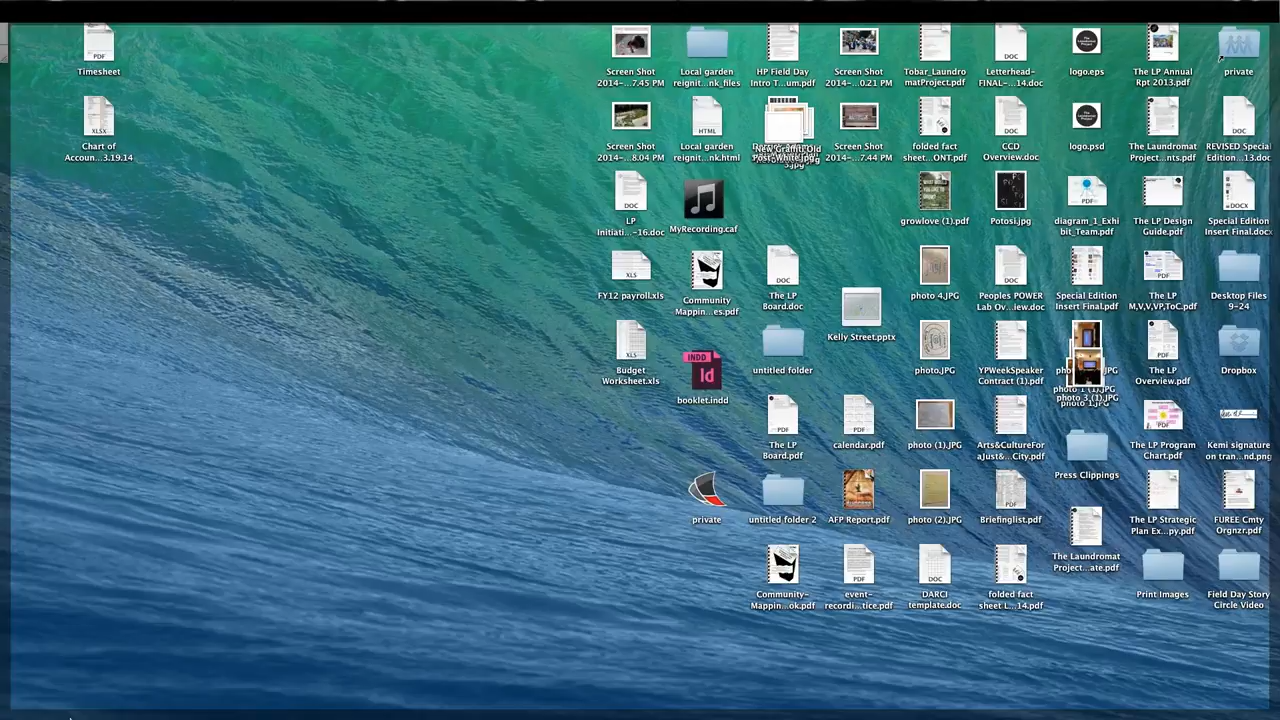 Timesheet
Screen Shot
2014-...7.45 PM
Local garden
reignit...nk_files
HP Field Day
Intro T...um.pdf
Screen Shot
2014-...0.21 PM
Tobar_Laundro
matProject.pdf
Letterhead-
FINAL-...14.doc
logo.eps
The LP Annual
Rpt 2013.pdf
private
Chart of
Accoun...3.19.14
Screen Shot
2014-...8.04 PM
Local garden
reignit...nk.html
Screen Shot
2014-...7.44 PM
folded fact
sheet...ONT.pdf
CCD
Overview.doc
logo.psd
The Laundromat
Project...nts.pdf
REVISED Special
Edition...13.doc
LP
Initiati...-16.doc
MyRecording.caf
growlove (1).pdf
Potosi.jpg
diagram_1_Exhi
bit_Team.pdf
The LP Design
Guide.pdf
Special Edition
Insert Final.docx
FY12 payroll.xls
Community
Mappin...es.pdf
The LP
Board.doc
Kelly Street.pptx
photo 4.JPG
Peoples POWER
Lab Ov...iew.doc
Special Edition
Insert Final.pdf
The LP
M,V,V,VP,ToC.pdf
Desktop Files
9-24
Budget
Worksheet.xls
INDD
Id
booklet.indd
untitled folder
photo.JPG
YPWeekSpeaker
Contract (1).pdf
photo 3 (1).JPG
The LP
Overview.pdf
Dropbox
The LP
Board.pdf
calendar.pdf
photo (1).JPG
Arts&CultureFor
aJust&...City.pdf
Press Clippings
The LP Program
Chart.pdf
Kemi signature
on tran...nd.png
private
untitled folder 2
AFP Report.pdf
photo (2).JPG
Briefinglist.pdf
The Laundromat
Project...ate.pdf
The LP Strategic
Plan Ex...py.pdf
FUREE Cmty
Orgnzr.pdf
Community-
Mappin...ok.pdf
event-
recordi...tice.pdf
DARCI
template.doc
folded fact
sheet L...14.pdf
Print Images
Field Day Story
Circle Video